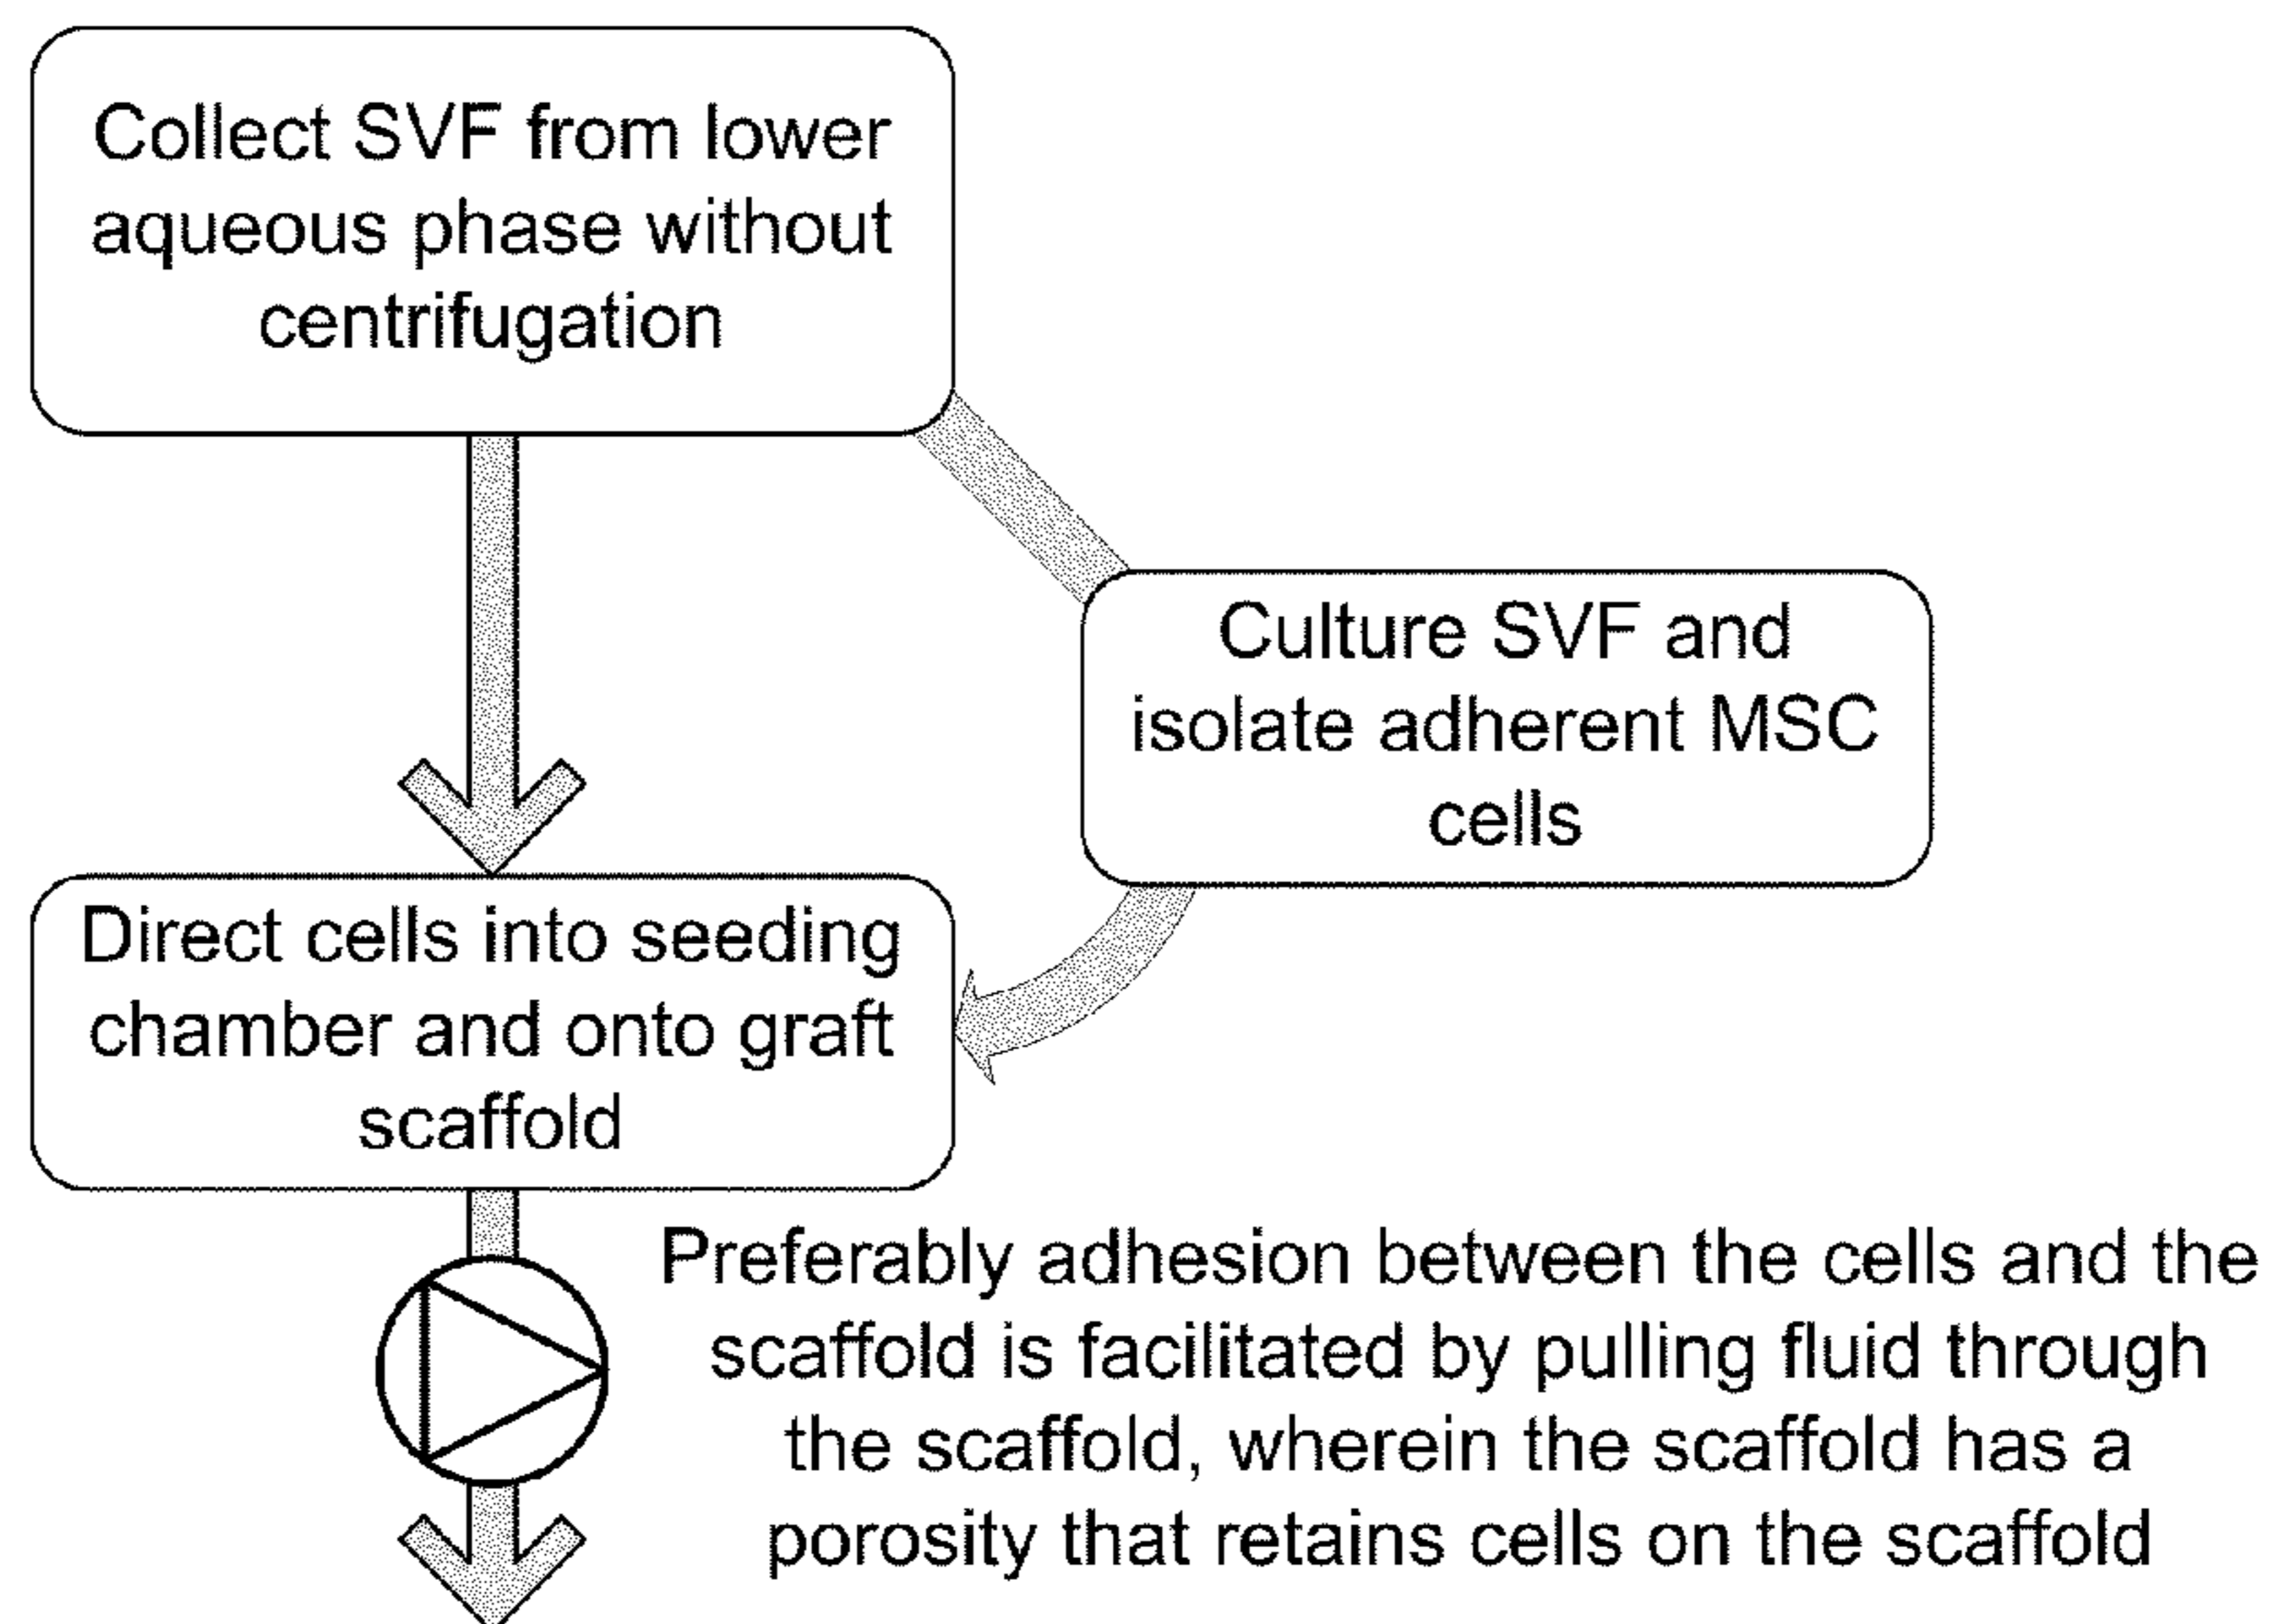 Collect SVF from lower
aqueous phase without
centrifugation
Culture SVF and
isolate adherent MSC
cells
Direct cells into seeding
chamber and onto graft
scaffold
Preferably adhesion between the cells and the
scaffold is facilitated by pulling fluid through
the scaffold, wherein the scaffold has a
porosity that retains cells on the scaffold